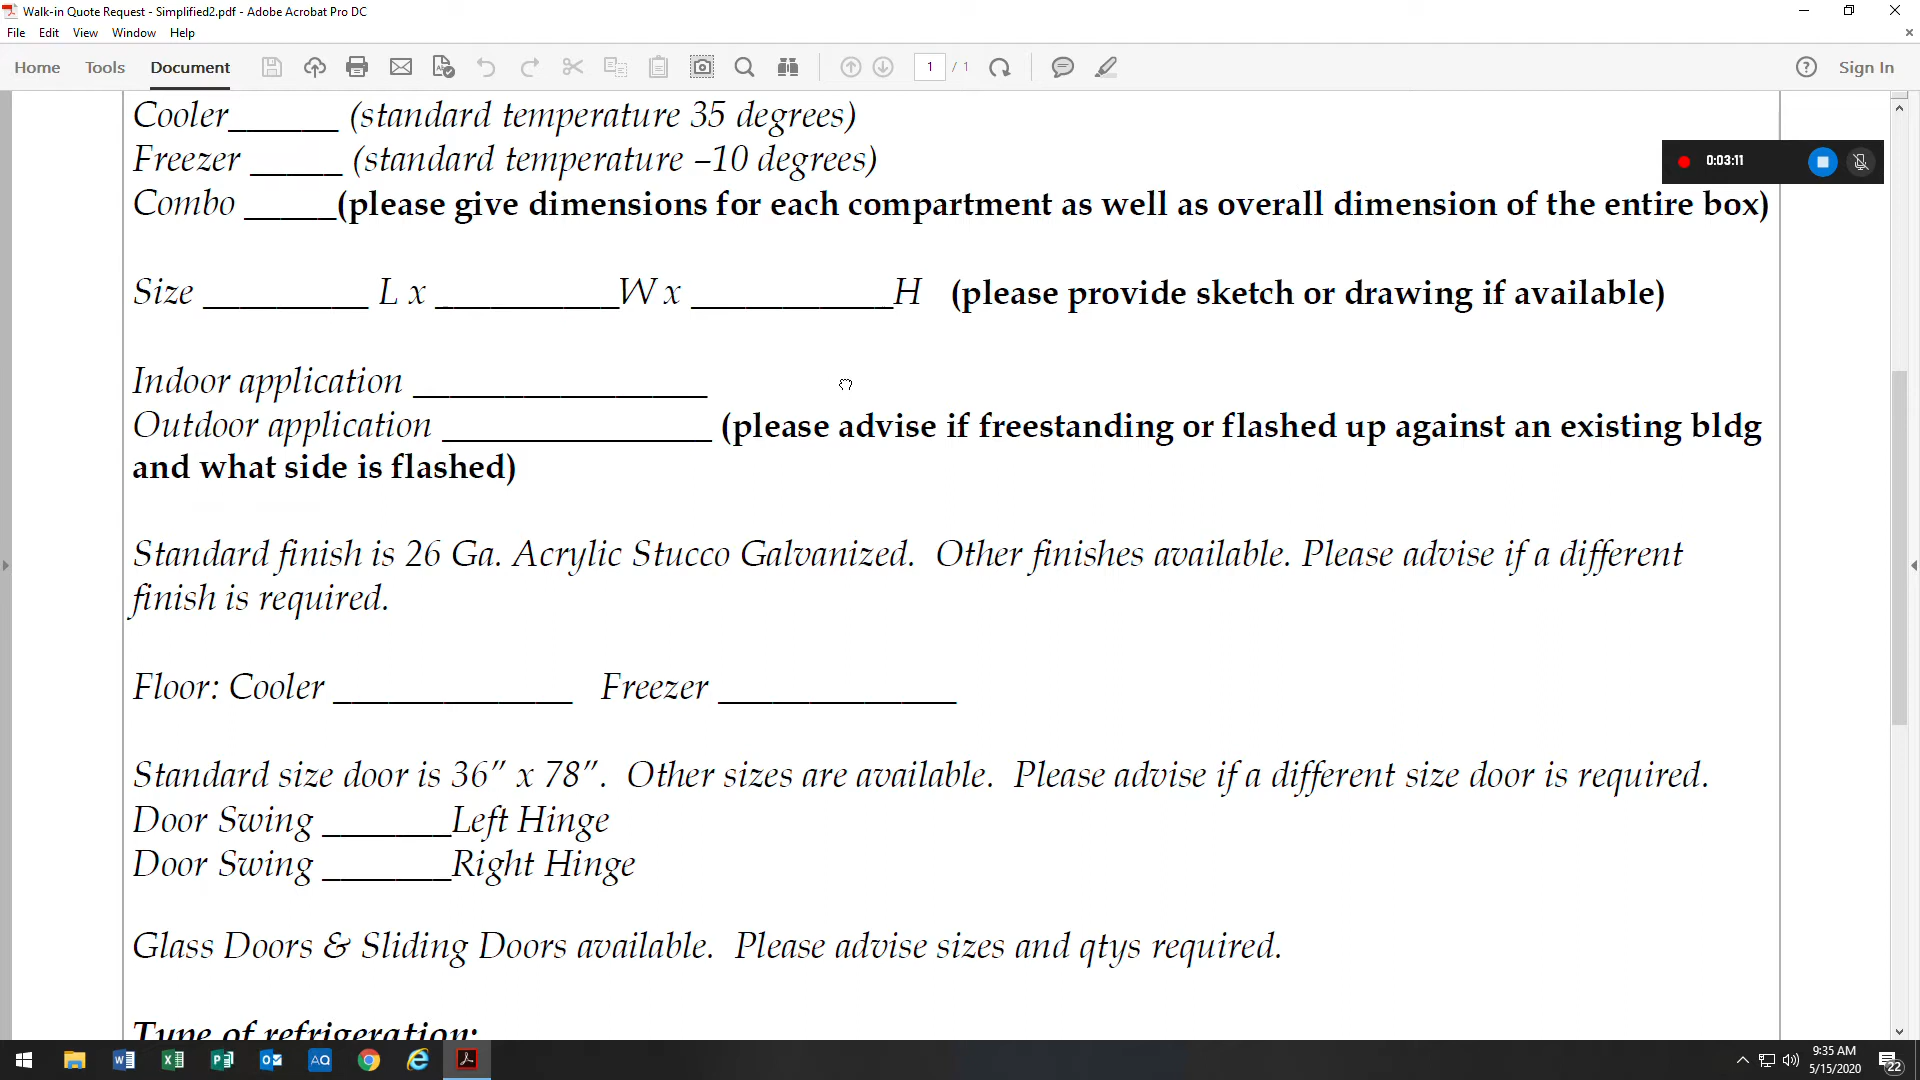 Walk-in Quote Request - Simplified2.pdf - Adobe Acrobat Pro DC
File Edit View Window Help
Home Tools Document 1 / 1 Sign In
Cooler______ (standard temperature 35 degrees)
0:03:11
Freezer _____ (standard temperature –10 degrees)
Combo _____(please give dimensions for each compartment as well as overall dimension of the entire box)
Size _________ L x __________W x ___________H (please provide sketch or drawing if available)
Indoor application ________________
Outdoor application _______________ (please advise if freestanding or flashed up against an existing bldg
and what side is flashed)
Standard finish is 26 Ga. Acrylic Stucco Galvanized. Other finishes available. Please advise if a different
finish is required.
Floor: Cooler _____________ Freezer _____________
Standard size door is 36” x 78”. Other sizes are available. Please advise if a different size door is required.
Door Swing _______Left Hinge
Door Swing _______Right Hinge
Glass Doors & Sliding Doors available. Please advise sizes and qtys required.
Type of refrigeration:
AQ
9:35 AM
5/15/2020
22